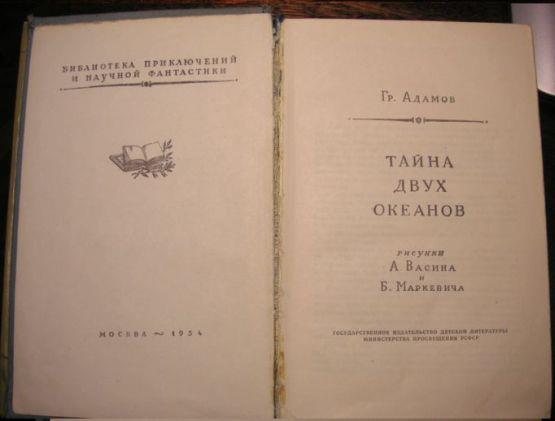 БИБЛИОТЕКА ПРИКЛЮЧЕНИЙ
И НАУЧНОЙ ФАНТАСТИКИ
МОСКВА ~ 1954
ГР. АДАМОВ
ТАЙНА
ДВУХ
ОКЕАНОВ
РИСУНКИ
А. ВАСИНА
И
Б. МАРКЕВИЧА
ГОСУДАРСТВЕННОЕ ИЗДАТЕЛЬСТВО ДЕТСКОЙ ЛИТЕРАТУРЫ
МИНИСТЕРСТВА ПРОСВЕЩЕНИЯ РСФСР